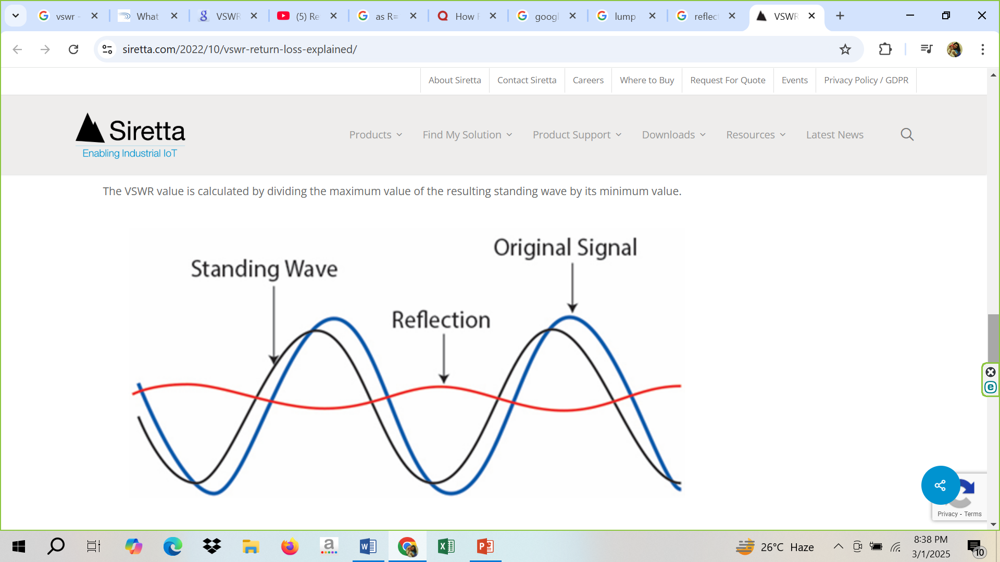 vswr -
What
VSWR
(5) Re
as R=
How
googl
lump
reflec
VSWR
siretta.com/2022/10/vswr-return-loss-explained/
About Siretta
Contact Siretta
Careers
Where to Buy
Request For Quote
Events
Privacy Policy / GDPR
Siretta
Enabling Industrial IoT
Products
Find My Solution
Product Support
Downloads
Resources
Latest News
The VSWR value is calculated by dividing the maximum value of the resulting standing wave by its minimum value.
Original Signal
Standing Wave
Reflection
Privacy - Terms
26°C Haze
8:38 PM
3/1/2025
10